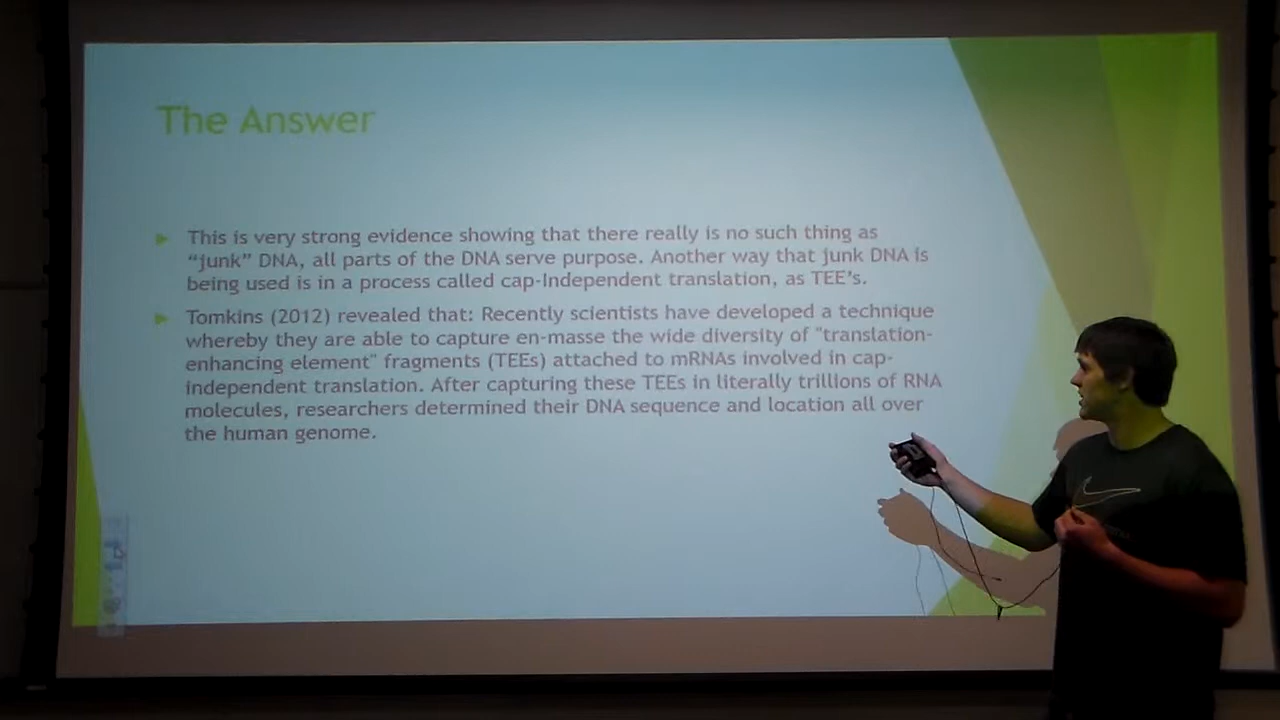 The Answer
This is very strong evidence showing that there really is no such thing as
"junk" DNA, all parts of the DNA serve purpose. Another way that junk DNA is
being used is in a process called cap-independent translation, as TEE's.
Tomkins (2012) revealed that: Recently scientists have developed a technique
whereby they are able to capture en-masse the wide diversity of "translation-
enhancing element" fragments (TEEs) attached to mRNAs involved in cap-
independent translation. After capturing these TEEs in literally trillions of RNA
molecules, researchers determined their DNA sequence and location all over
the human genome.